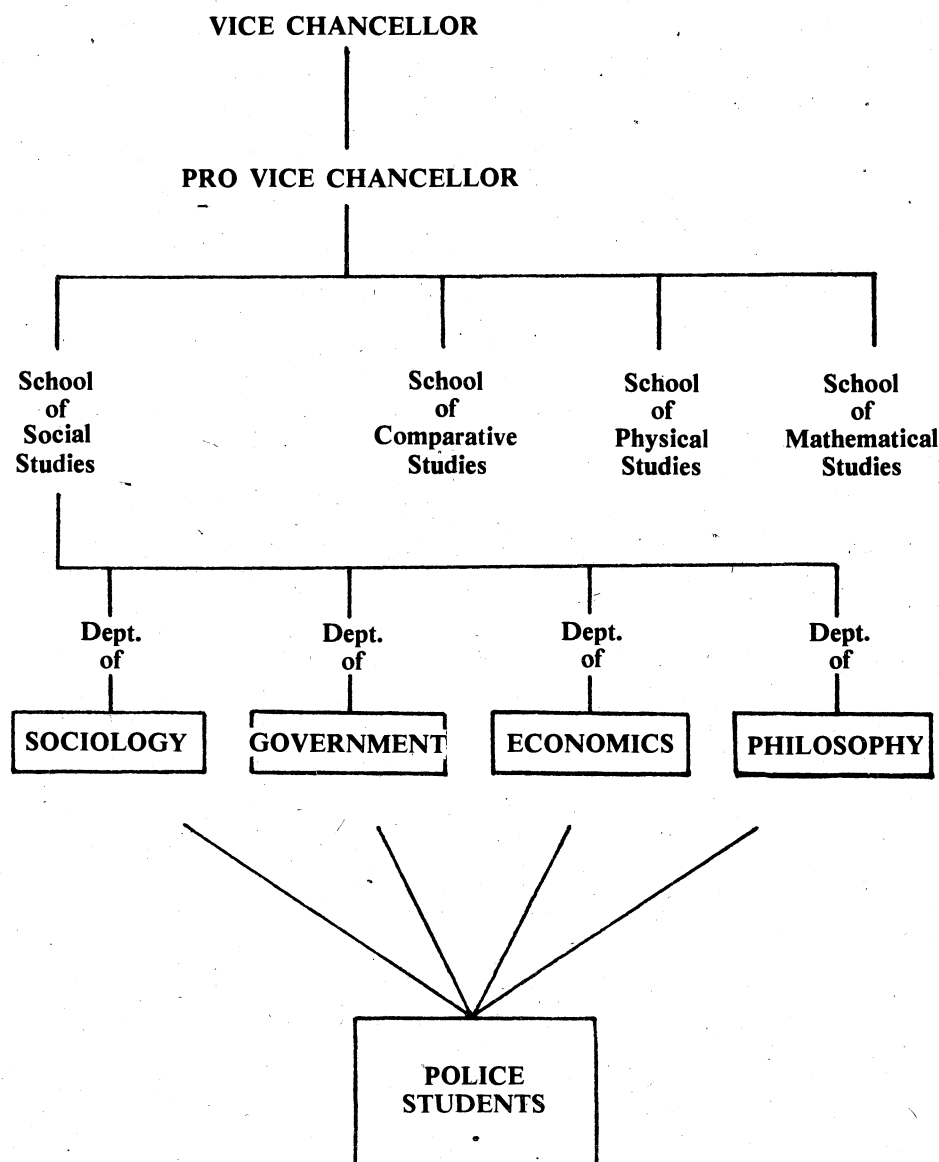 VICE CHANCELLOR
PRO VICE CHANCELLOR
School
of
Social
Studies
School
of
Comparative
Studies
School
of
Physical
Studies
School
of
Mathematical
Studies
Dept.
of
SOCIOLOGY
Dept.
of
GOVERNMENT
Dept.
of
ECONOMICS
Dept.
of
PHILOSOPHY
POLICE
STUDENTS